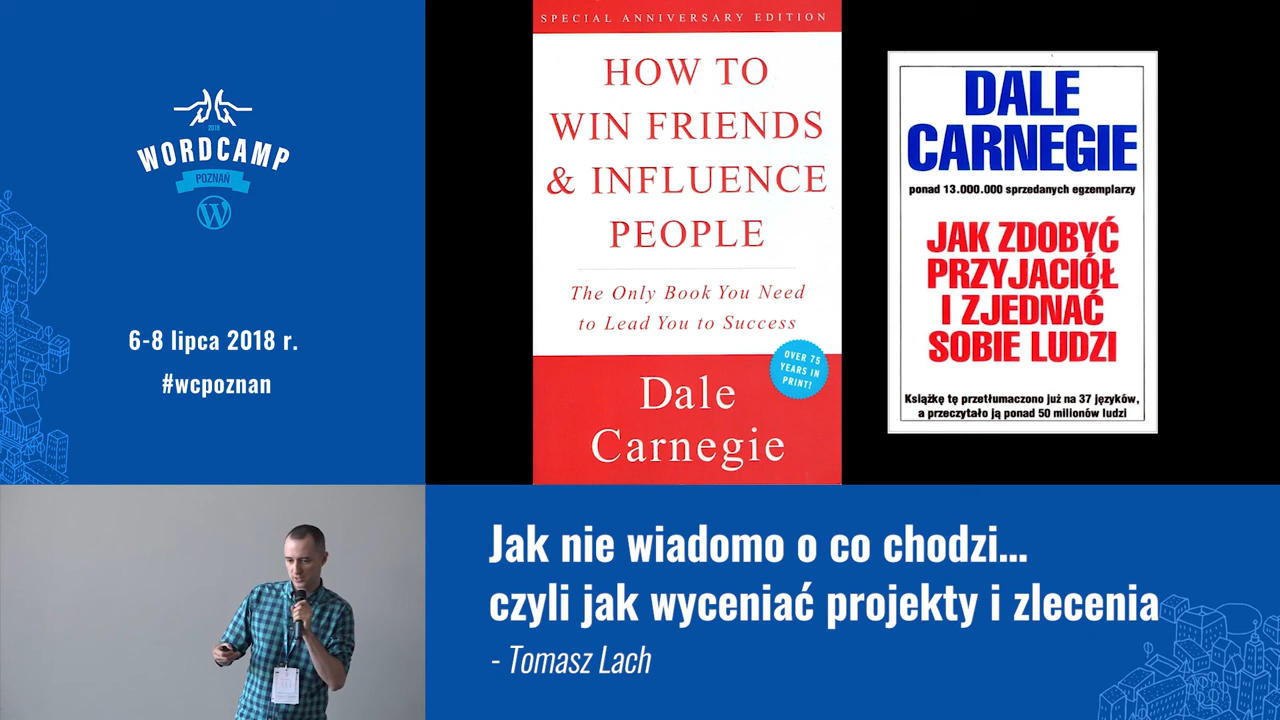 2018
WORDCAMP
POZNAŃ
6-8 lipca 2018 r.
#wcpoznan
SPECIAL ANNIVERSARY EDITION
HOW TO
WIN FRIENDS
& INFLUENCE
PEOPLE
The Only Book You Need
to Lead You to Success
OVER 75
YEARS IN
PRINT!
Dale
Carnegie
DALE
CARNEGIE
ponad 13.000.000 sprzedanych egzemplarzy
JAK ZDOBYĆ
PRZYJACIÓŁ
I ZJEDNAĆ
SOBIE LUDZI
Książkę tę przetłumaczono już na 37 języków,
a przeczytało ją ponad 50 milionów ludzi
Jak nie wiadomo o co chodzi...
czyli jak wyceniać projekty i zlecenia
- Tomasz Lach